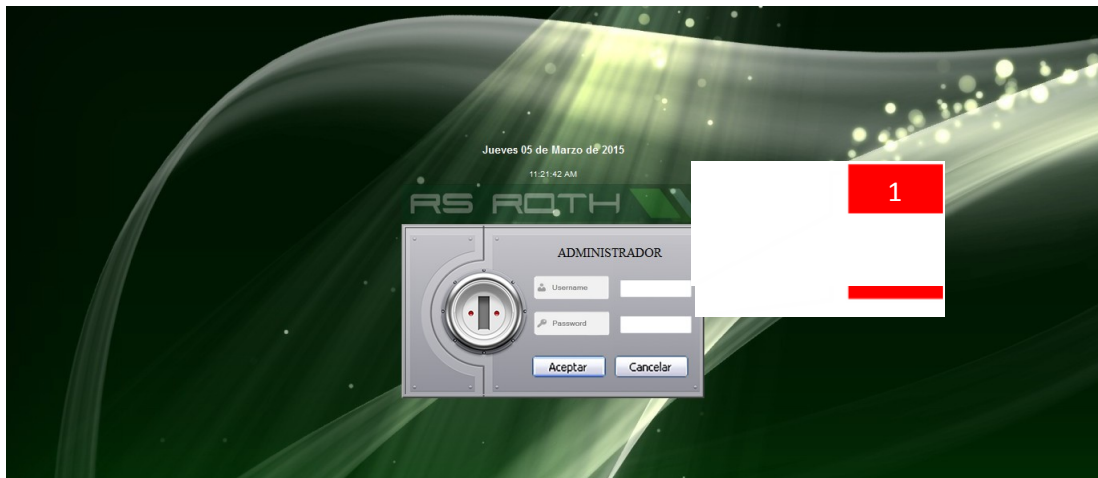 Jueves 05 de Marzo de 2015
11:21:42 AM
RS ROTH
1
ADMINISTRADOR
Username
Password
Aceptar Cancelar